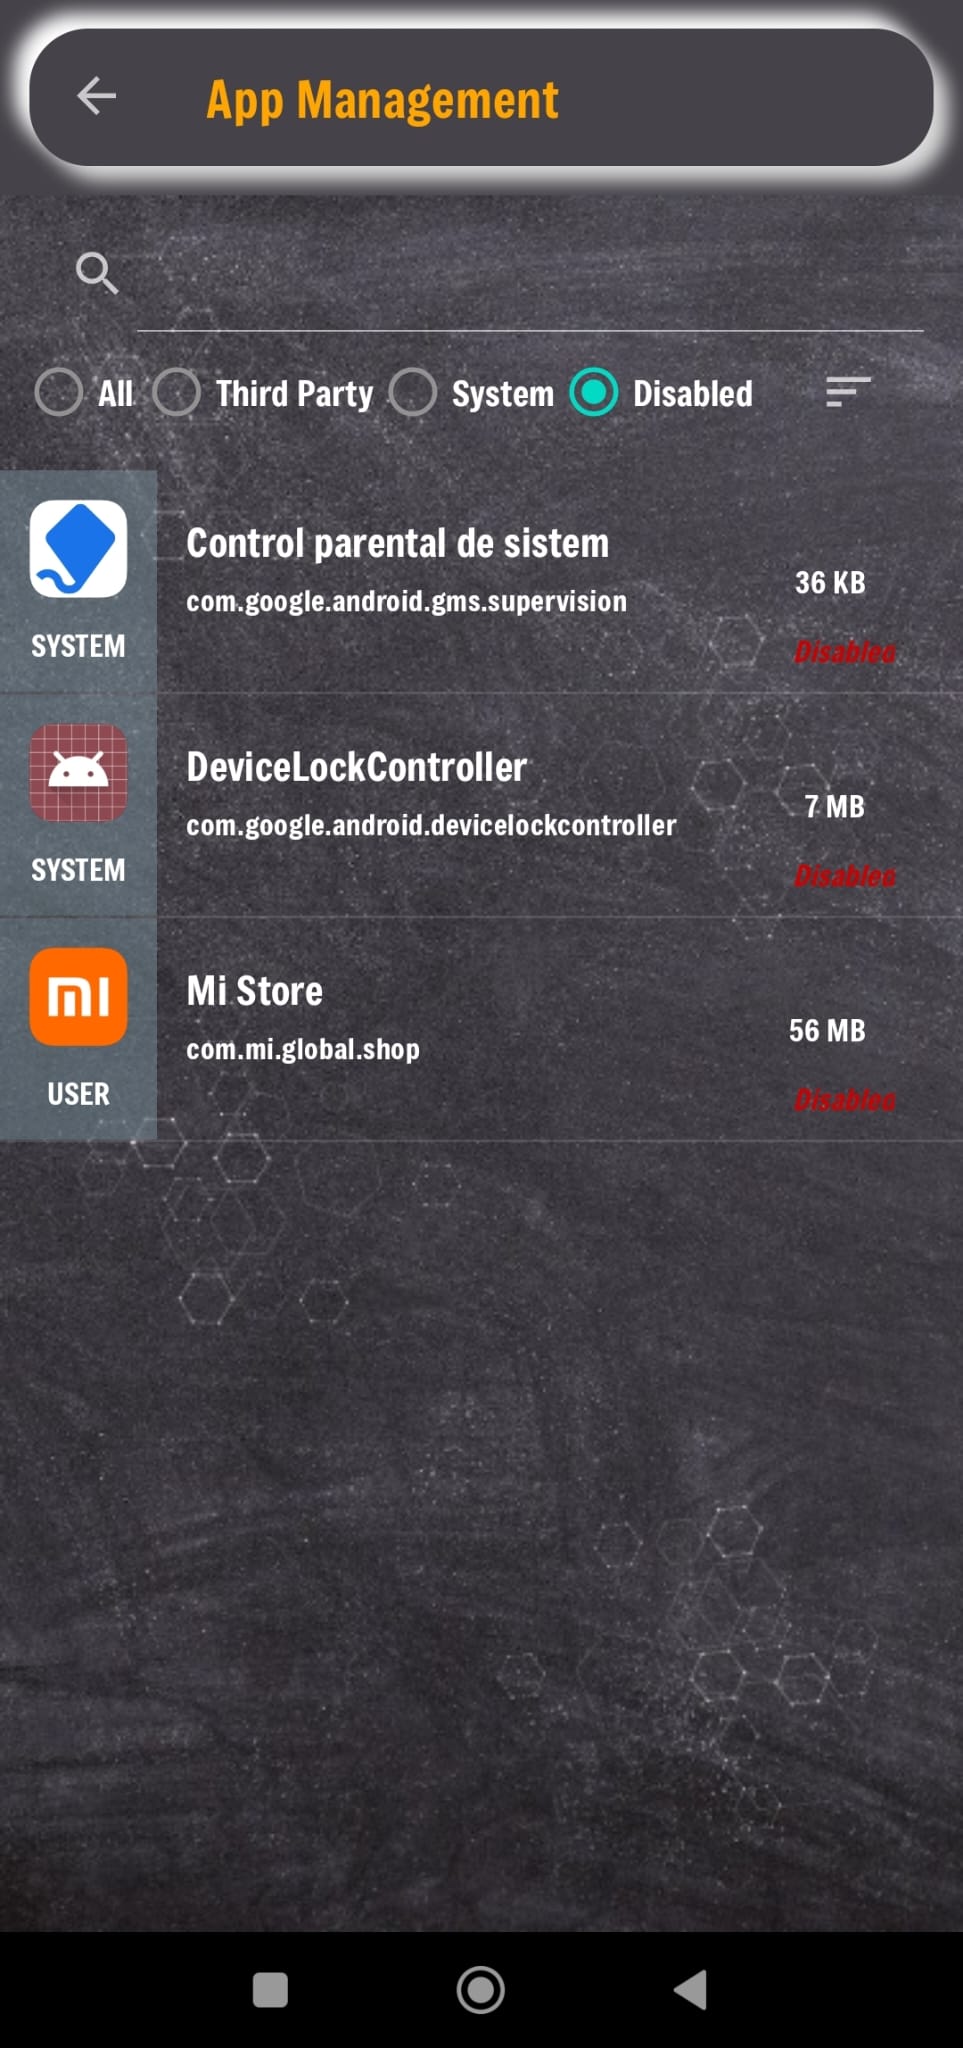 App Management
All Third Party System Disabled
Control parental de sistem
com.google.android.gms.supervision
36 KB
SYSTEM
Disabled
DeviceLockController
com.google.android.devicelockcontroller
7 MB
SYSTEM
Disabled
Mi Store
com.mi.global.shop
56 MB
USER
Disabled